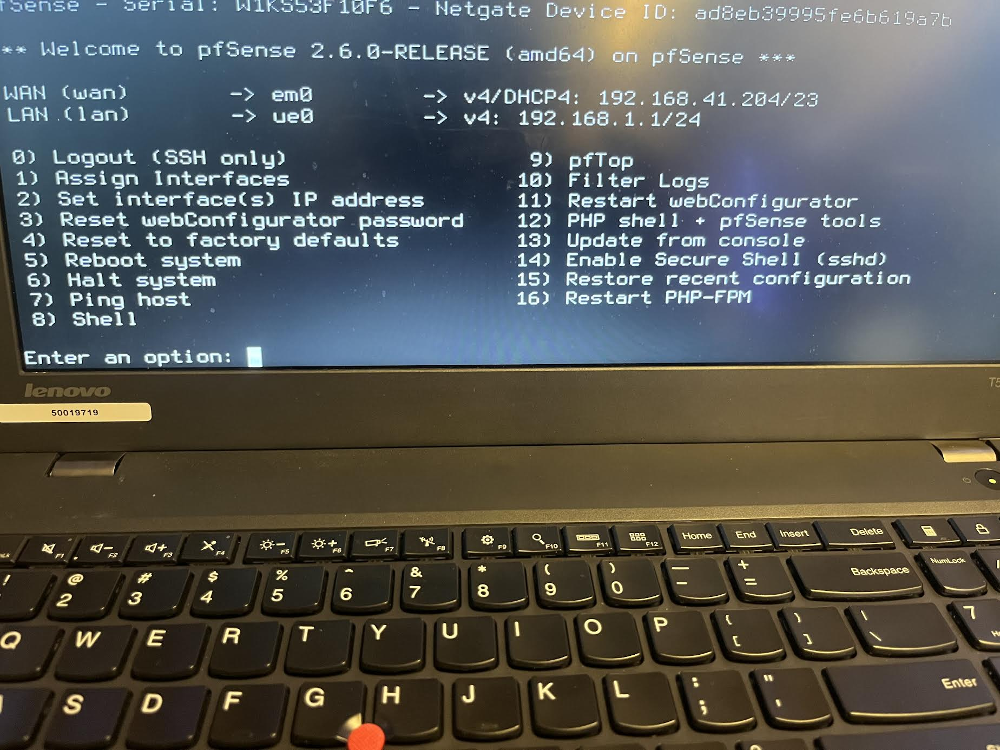 fSense - Serial: W1KS53F10F6 - Netgate Device ID: ad8eb39995fe6b619a7b
** Welcome to pfSense 2.6.0-RELEASE (amd64) on pfSense ***
WAN (wan) -> em0 -> v4/DHCP4: 192.168.41.204/23
LAN (lan) -> ue0 -> v4: 192.168.1.1/24
0) Logout (SSH only) 9) pfTop
1) Assign Interfaces 10) Filter Logs
2) Set interface(s) IP address 11) Restart webConfigurator
3) Reset webConfigurator password 12) PHP shell + pfSense tools
4) Reset to factory defaults 13) Update from console
5) Reboot system 14) Enable Secure Shell (sshd)
6) Halt system 15) Restore recent configuration
7) Ping host 16) Restart PHP-FPM
8) Shell
Enter an option:
lenovo T5
50019719
F1 F2 F3 F4 F5 F6 F7 F8 F9 F10 F11 F12 Home End Insert Delete
! @ # $ % ^ & * ( ) — + Backspace NumLock
2 3 4 5 6 7 8 9 0 - =
Q W E R T Y U I O P { [ } ] | \ 7
S D F G H J K L : ; " ' Enter